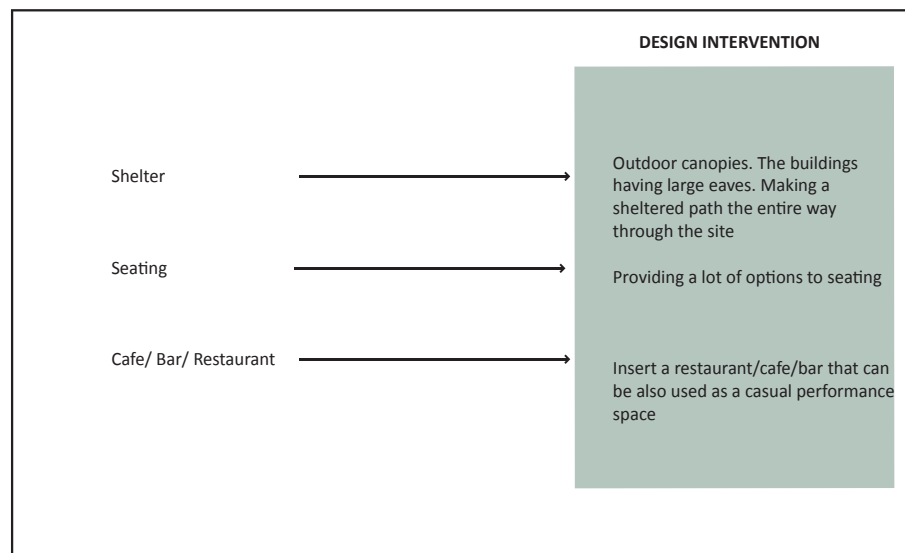 DESIGN INTERVENTION
Shelter
Outdoor canopies. The buildings
having large eaves. Making a
sheltered path the entire way
through the site
Seating
Providing a lot of options to seating
Cafe/ Bar/ Restaurant
Insert a restaurant/cafe/bar that can
be also used as a casual performance
space